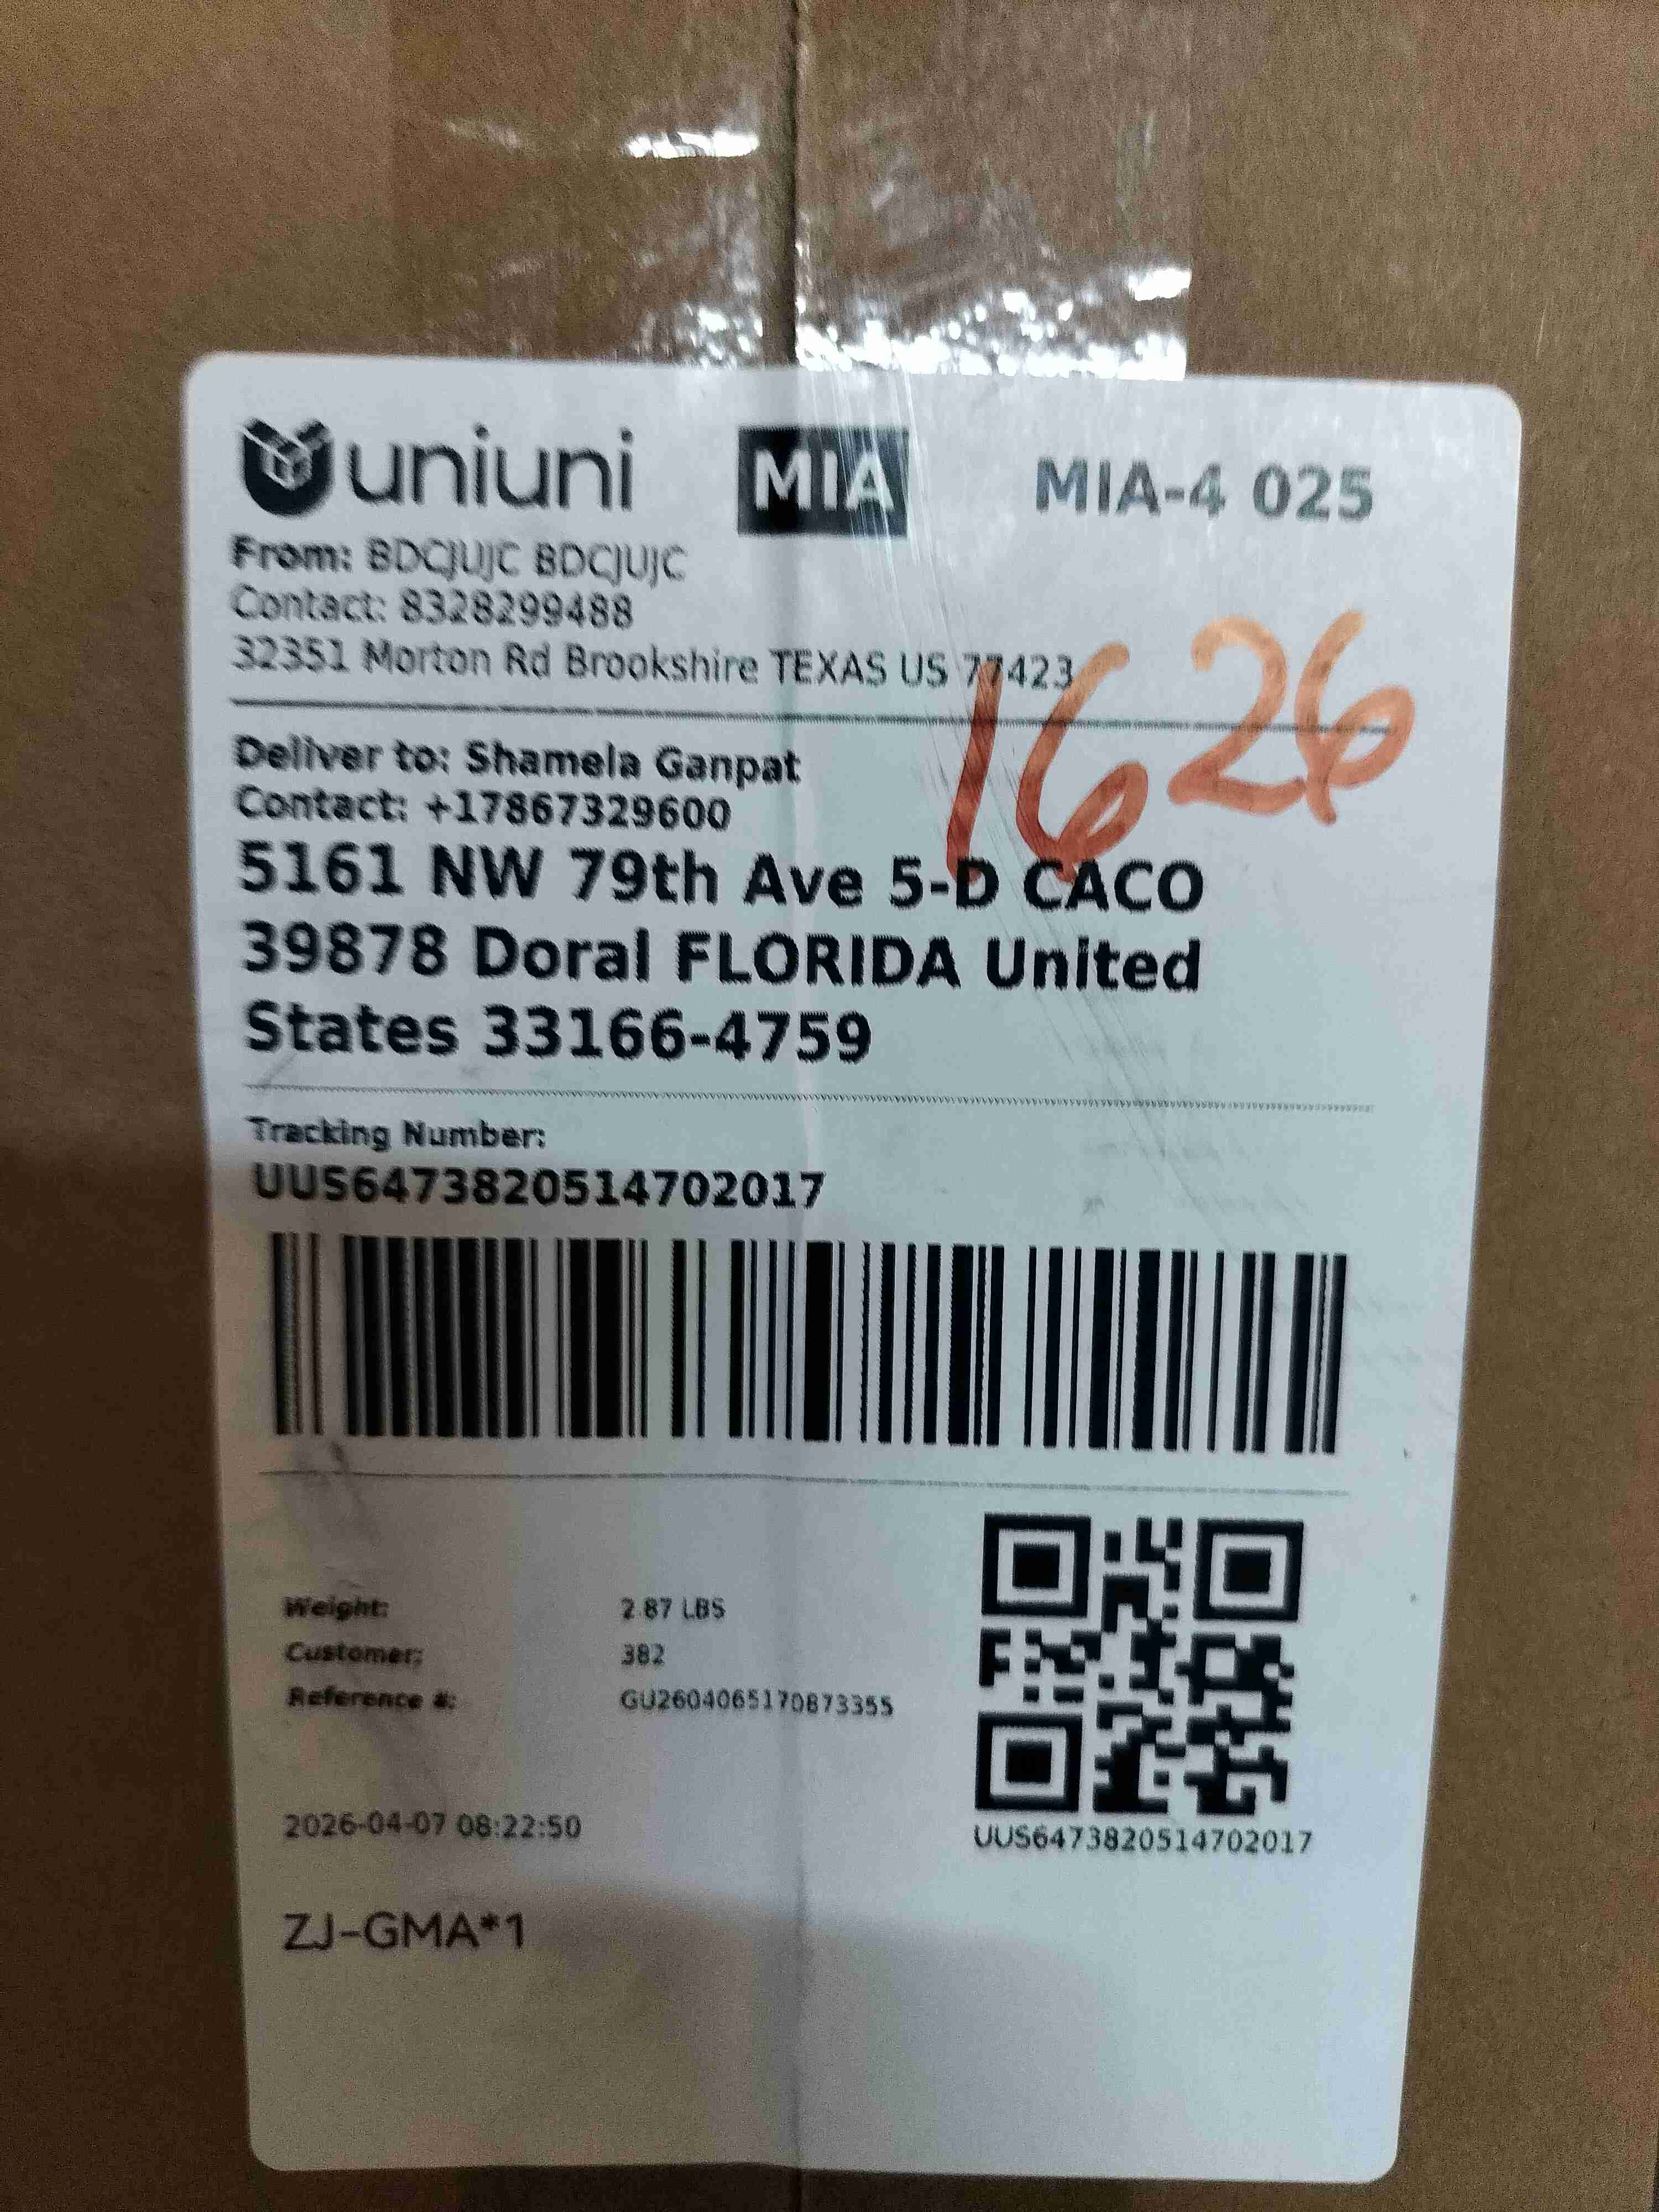 uniuni MIA MIA-4 025
From: BDCJUJC BDCJUJC
Contact: 8328299488
32351 Morton Rd Brookshire TEXAS US 77423
1626
Deliver to: Shamela Ganpat
Contact: +17867329600
5161 NW 79th Ave 5-D CACO
39878 Doral FLORIDA United
States 33166-4759
Tracking Number:
UUS6473820514702017
Weight: 2.87 LBS
Customer: 382
Reference #: GU2604065170873355
2026-04-07 08:22:50
UUS6473820514702017
ZJ-GMA*1